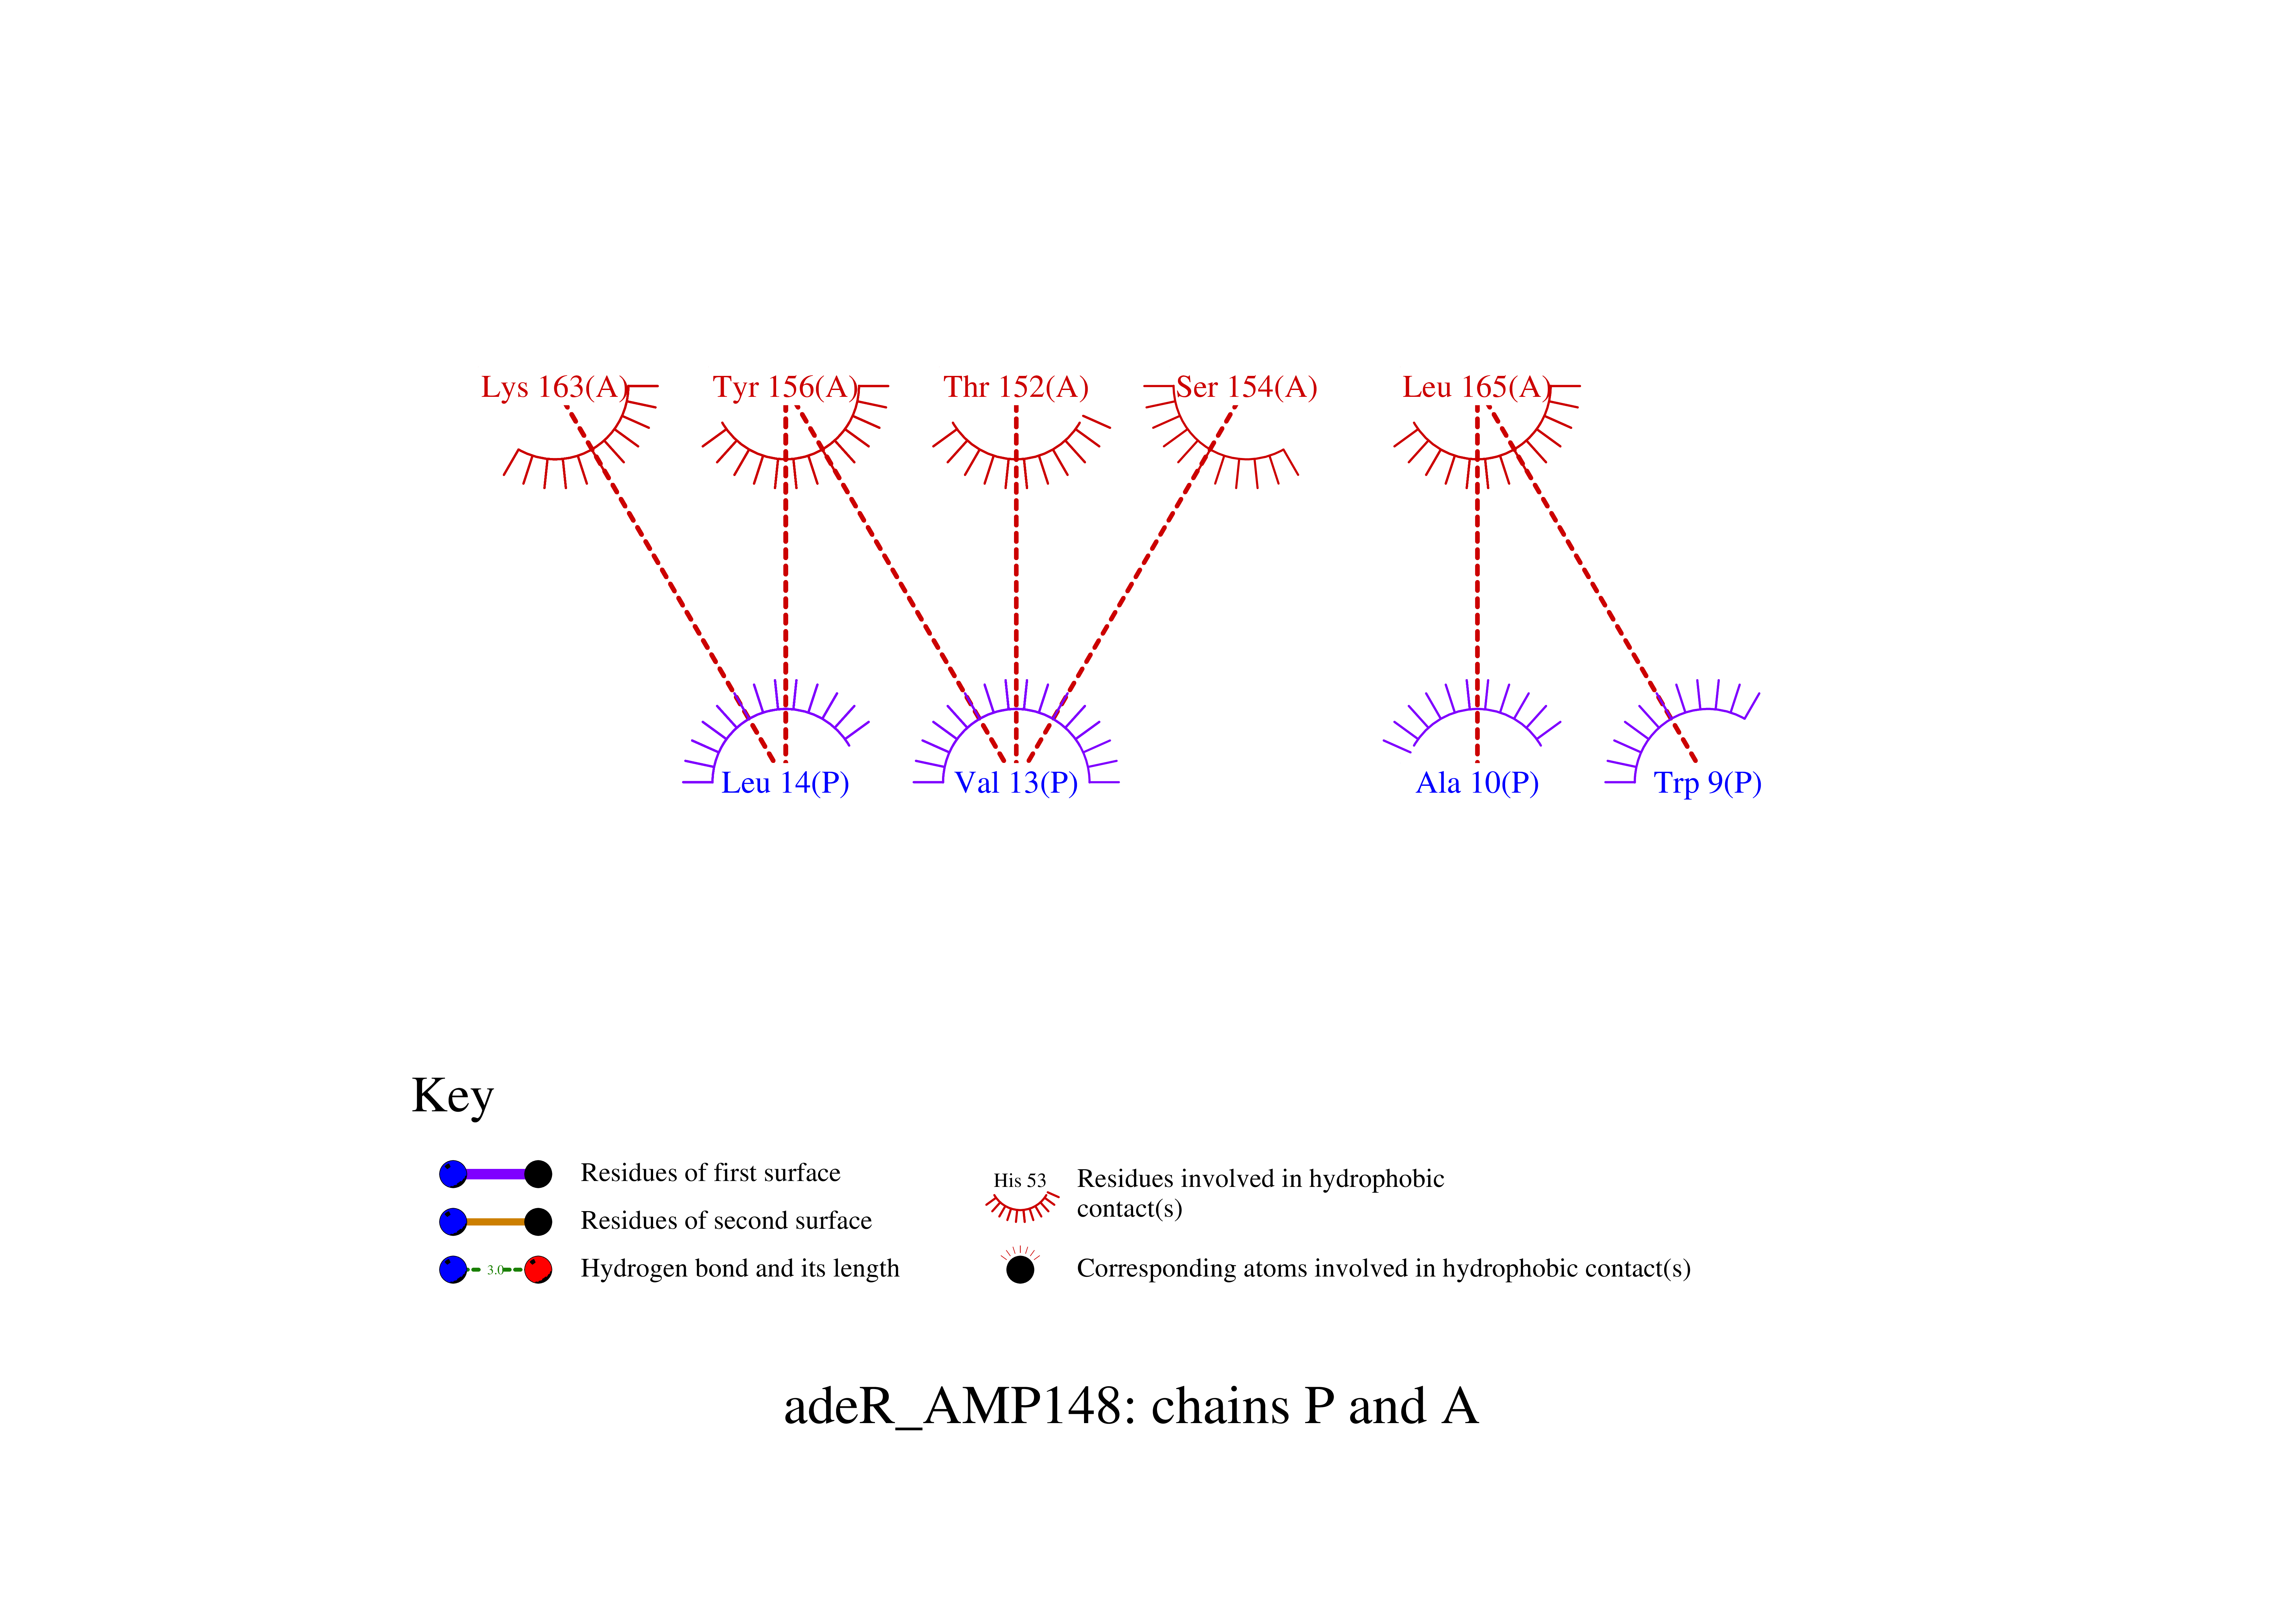 Lys 163(A) Tyr 156(A) Thr 152(A) Ser 154(A) Leu 165(A)
Leu 14(P) Val 13(P) Ala 10(P) Trp 9(P)
Key
Residues of first surface
Residues of second surface
3.0 Hydrogen bond and its length
His 53 Residues involved in hydrophobic
contact(s)
Corresponding atoms involved in hydrophobic contact(s)
adeR_AMP148: chains P and A